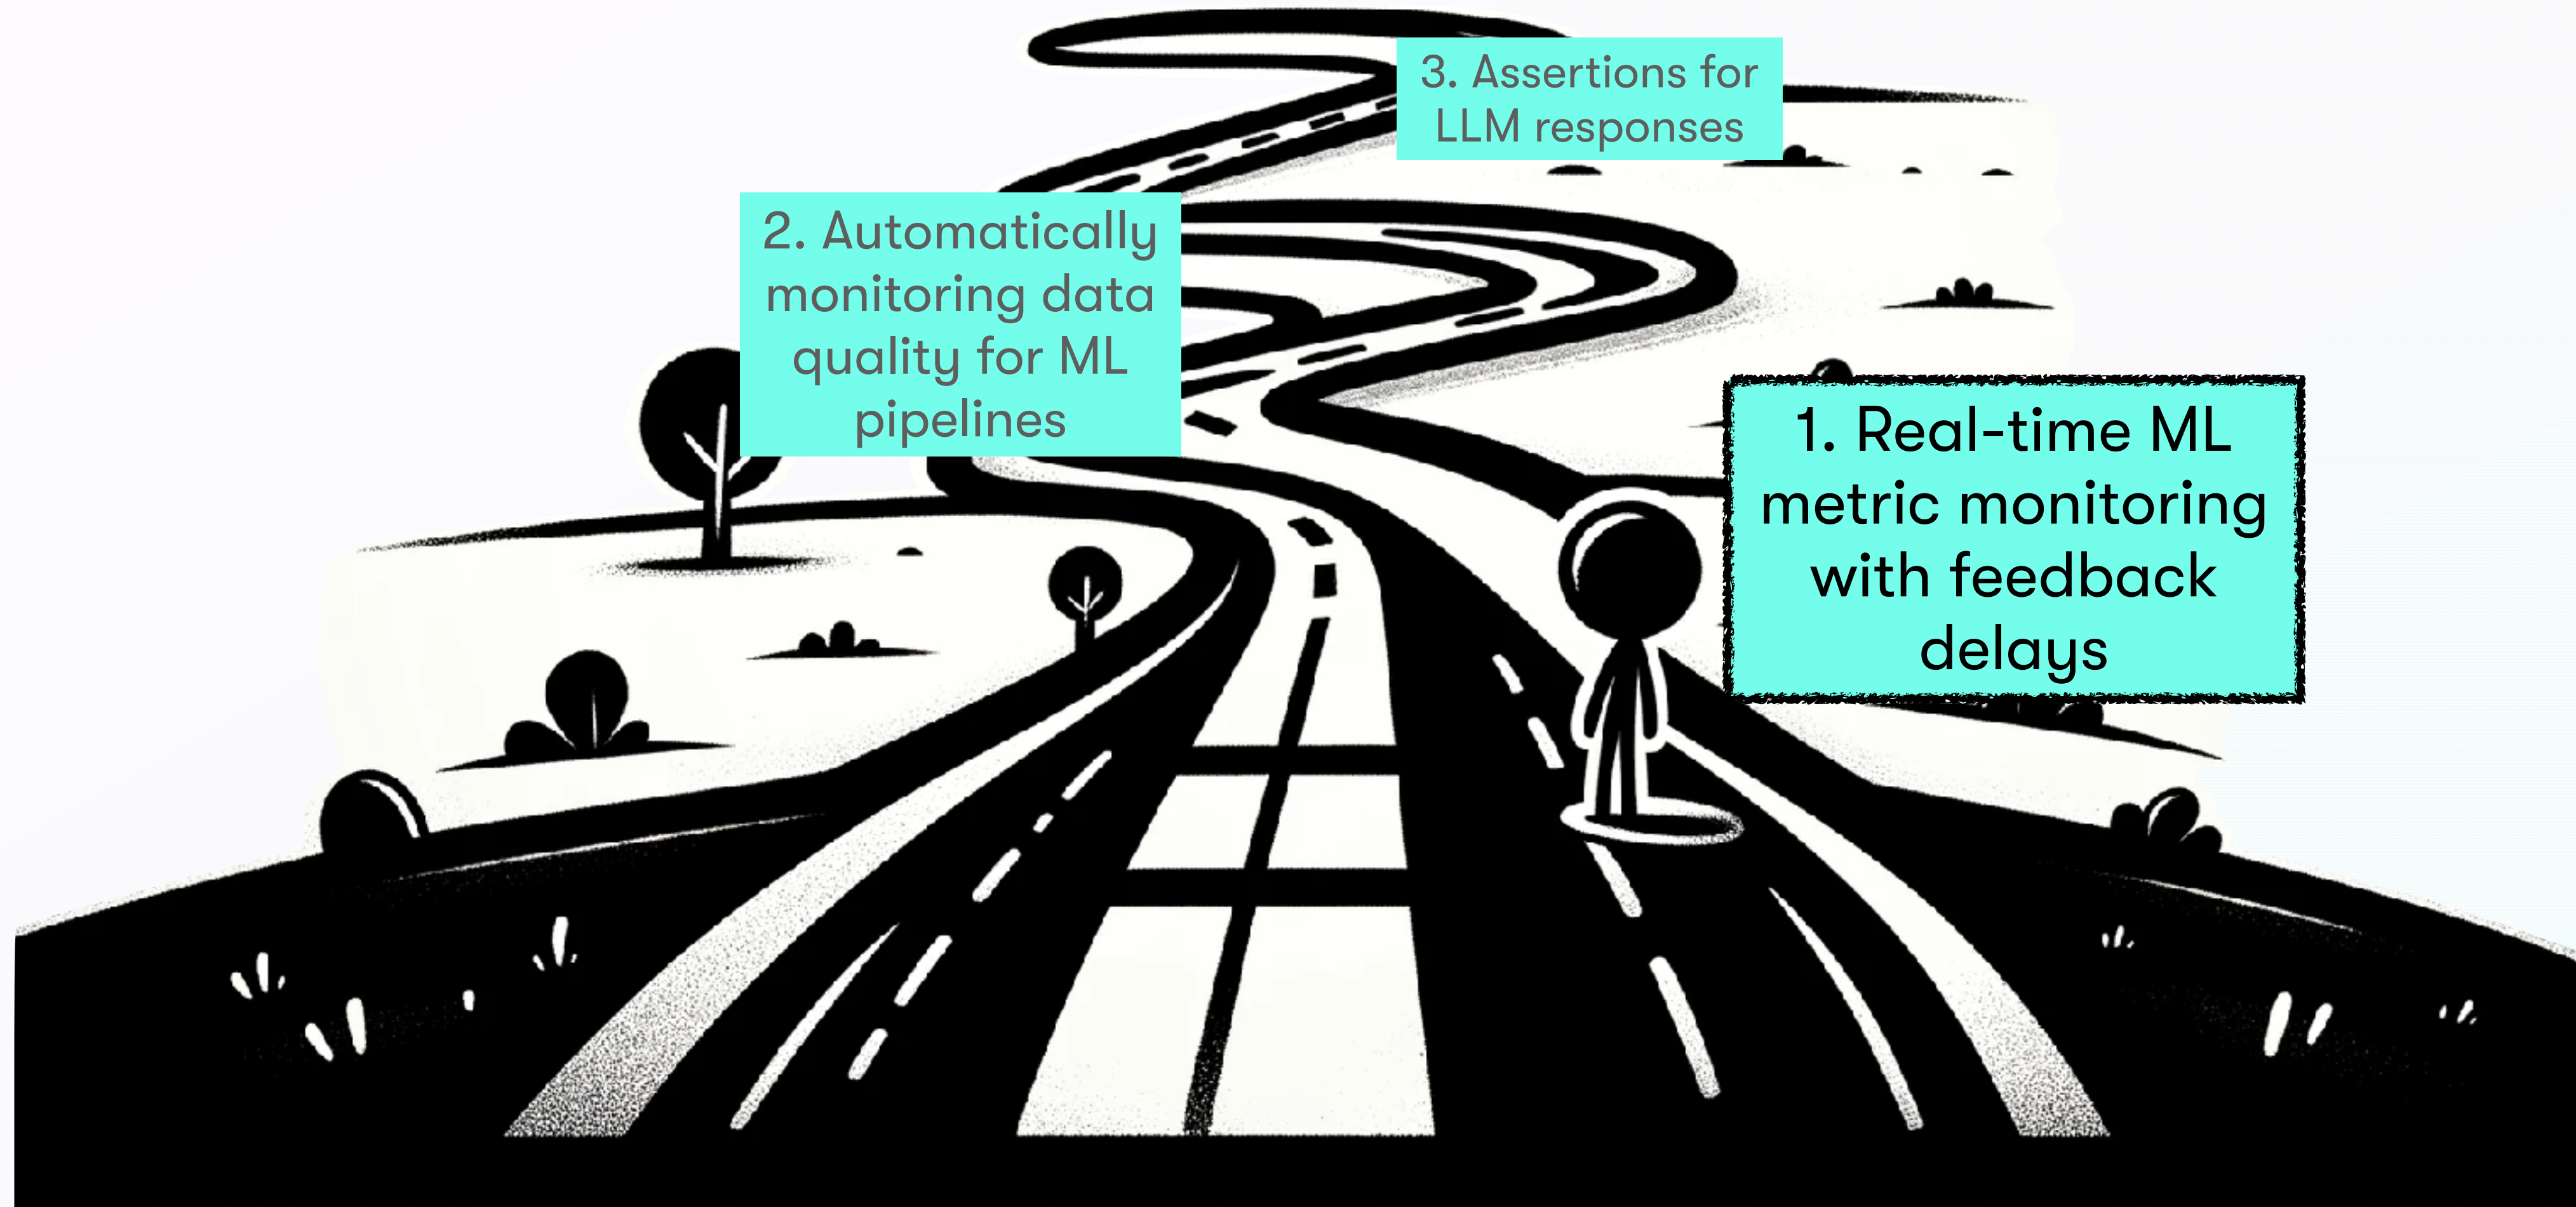 3. Assertions for
LLM responses
2. Automatically
monitoring data
quality for ML
pipelines
1. Real-time ML
metric monitoring
with feedback
delays